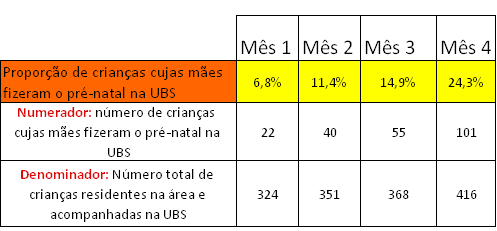 Mês 1 Mês 2 Mês 3 Mês 4
Proporção de crianças cujas mães
fizeram o pré-natal na UBS
6,8% 11,4% 14,9% 24,3%
Numerador: número de crianças
cujas mães fizeram o pré-natal na
UBS
22 40 55 101
Denominador: Número total de
crianças residentes na área e
acompanhadas na UBS
324 351 368 416